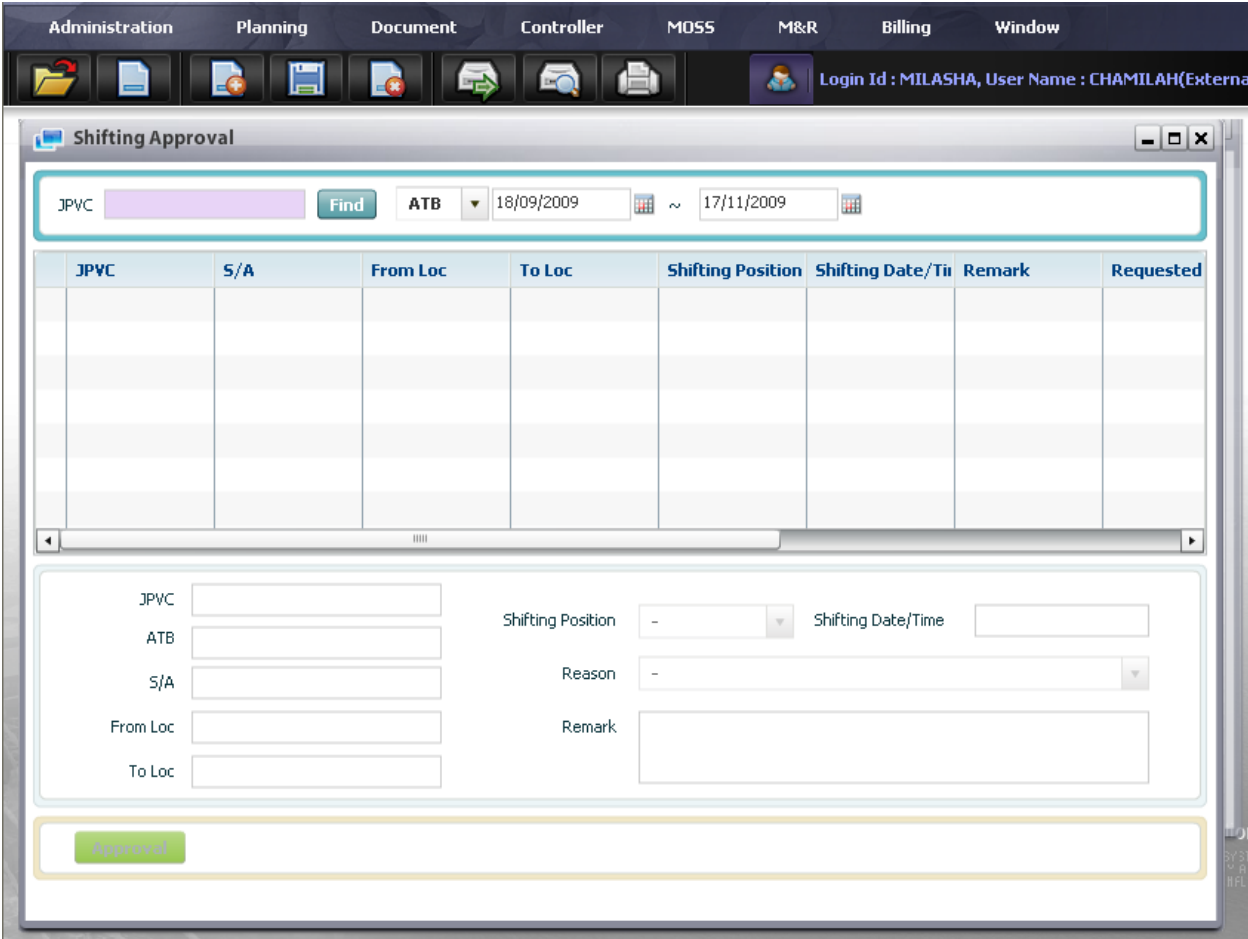 Administration Planning Document Controller MOSS M&R Billing Window
Login Id : MILASHA, User Name : CHAMILAH(Externa
Shifting Approval
JPVC Find ATB 18/09/2009 ~ 17/11/2009
JPVC S/A From Loc To Loc Shifting Position Shifting Date/Tir Remark Requested
JPVC
Shifting Position - Shifting Date/Time
ATB
S/A
Reason -
From Loc
Remark
To Loc
Approval